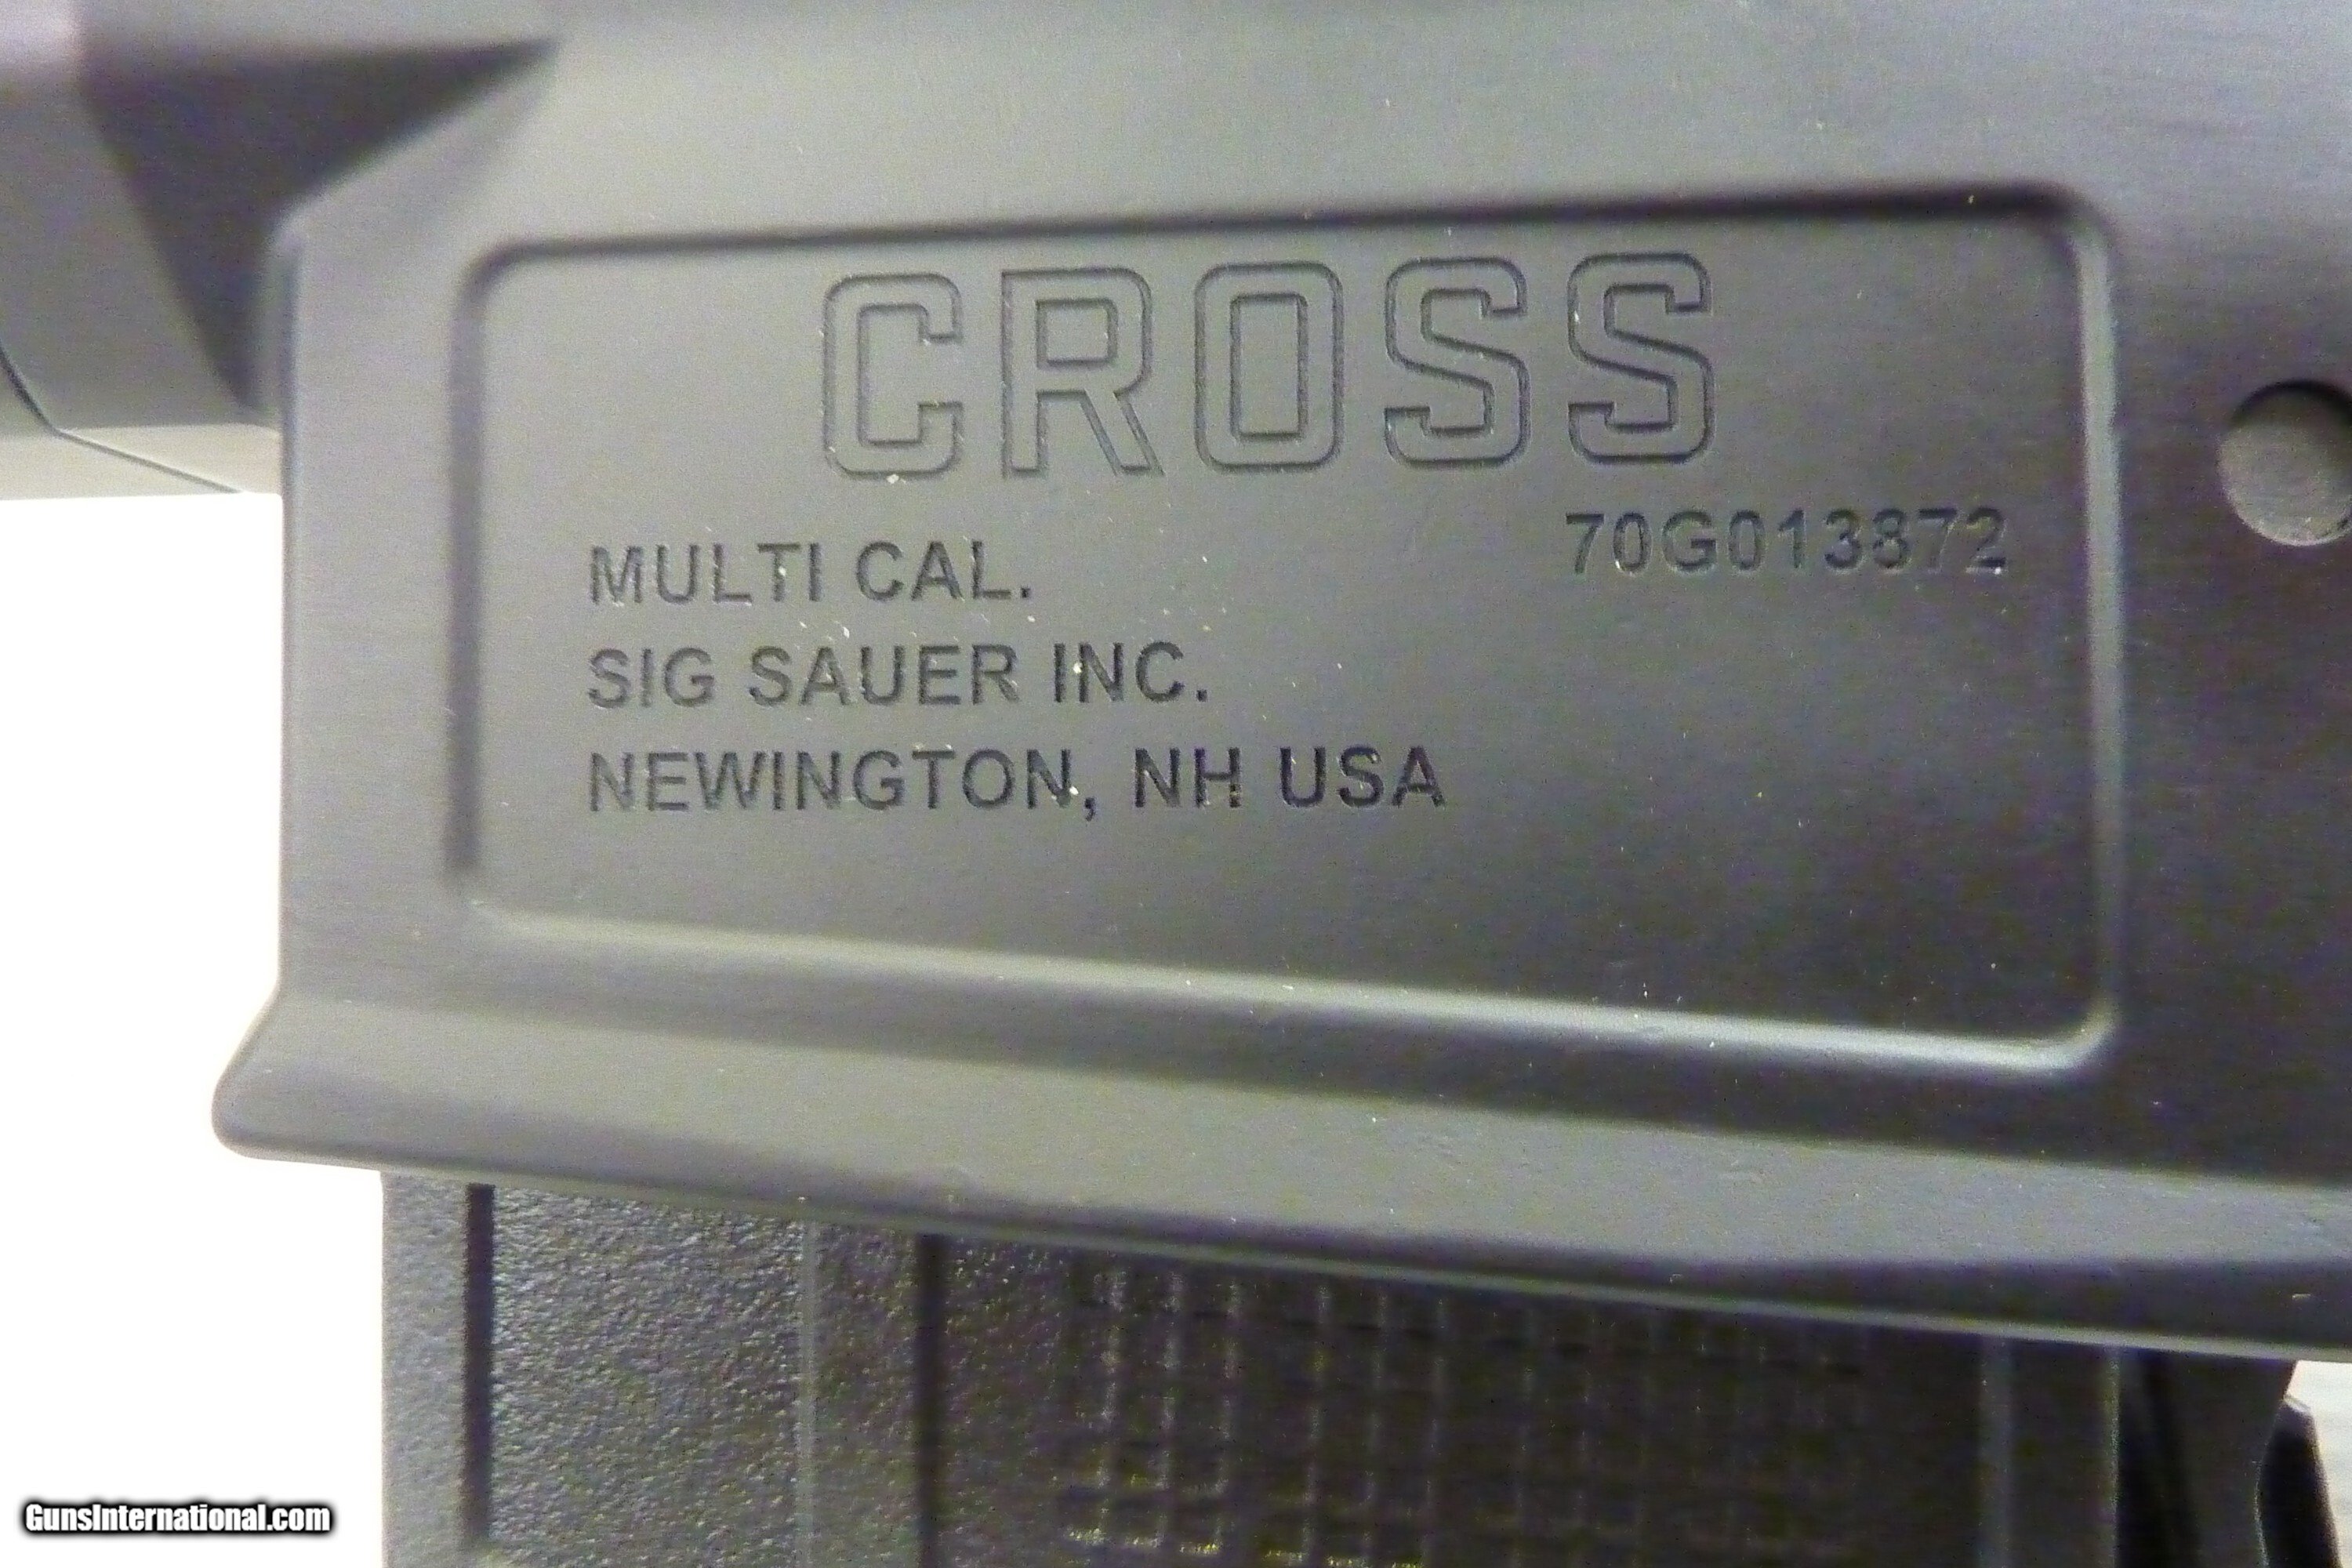 CROSS
70G013872
MULTI CAL.
SIG SAUER INC.
NEWINGTON, NH USA
GunsInternational.com